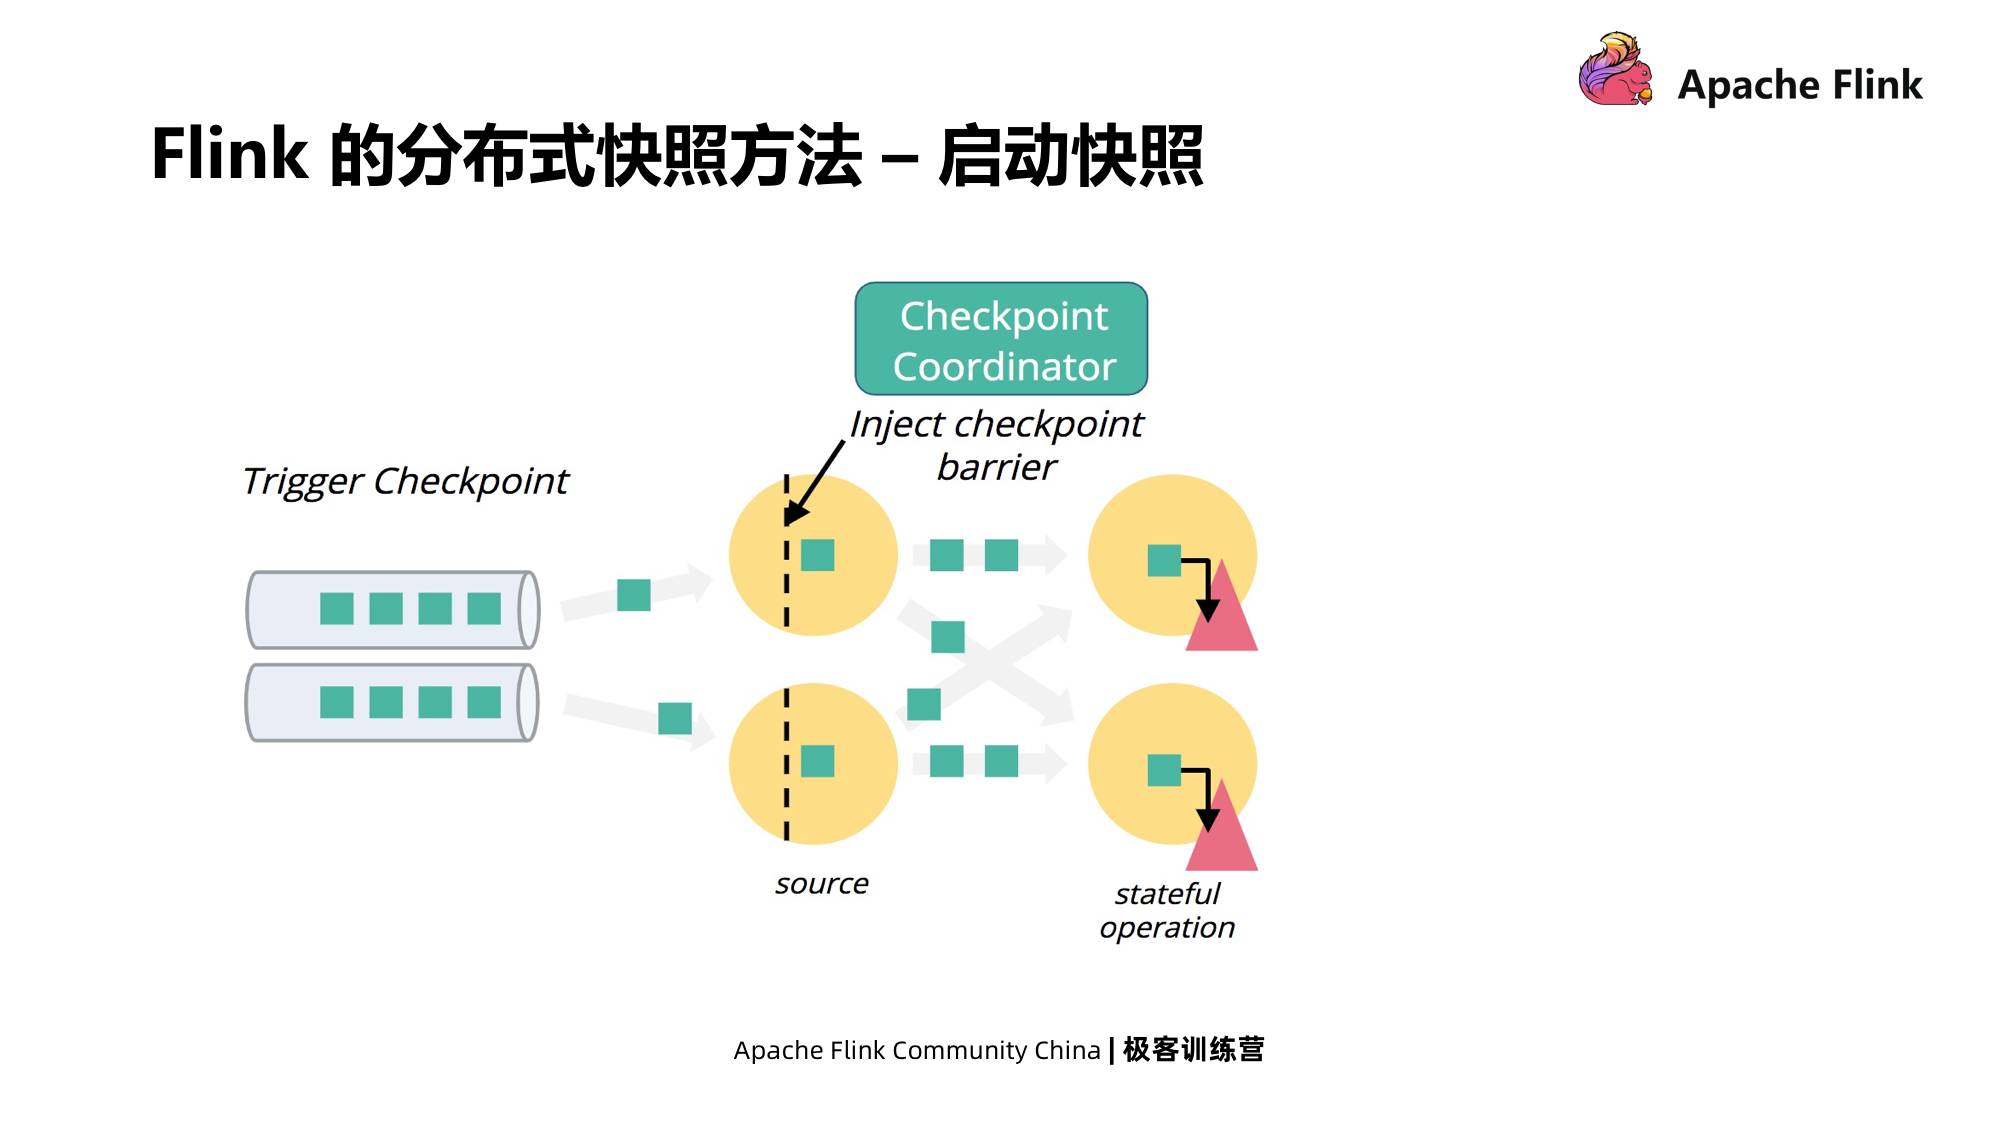 Apache Flink
Flink 的分布式快照方法 – 启动快照
Checkpoint
Coordinator
Inject checkpoint
barrier
Trigger Checkpoint
source
stateful
operation
Apache Flink Community China | 极客训练营